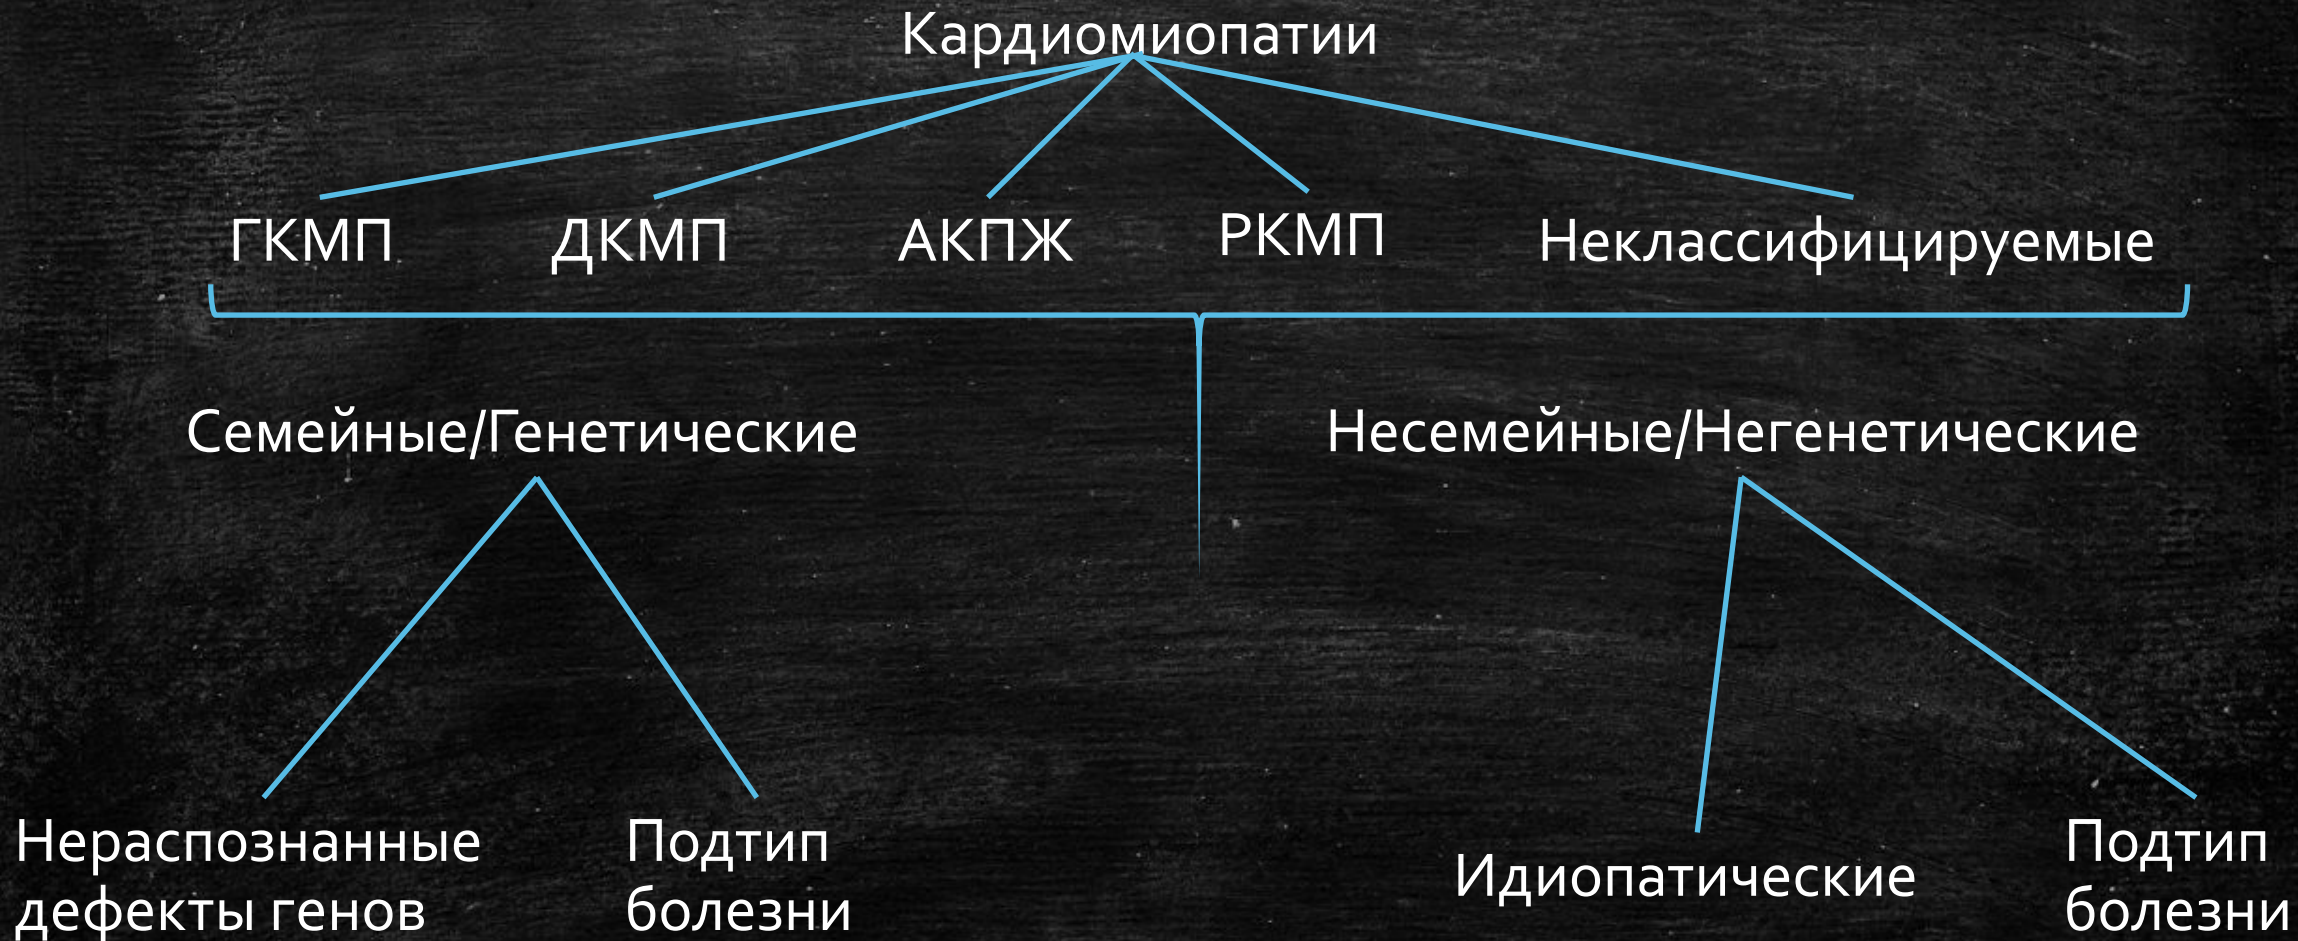 Кардиомиопатии
ГКМП
ДКМП
АКПЖ
РКМП
Неклассифицируемые
Семейные/Генетические
Несемейные/Негенетические
Нераспознанные
дефекты генов
Подтип
болезни
Идиопатические
Подтип
болезни